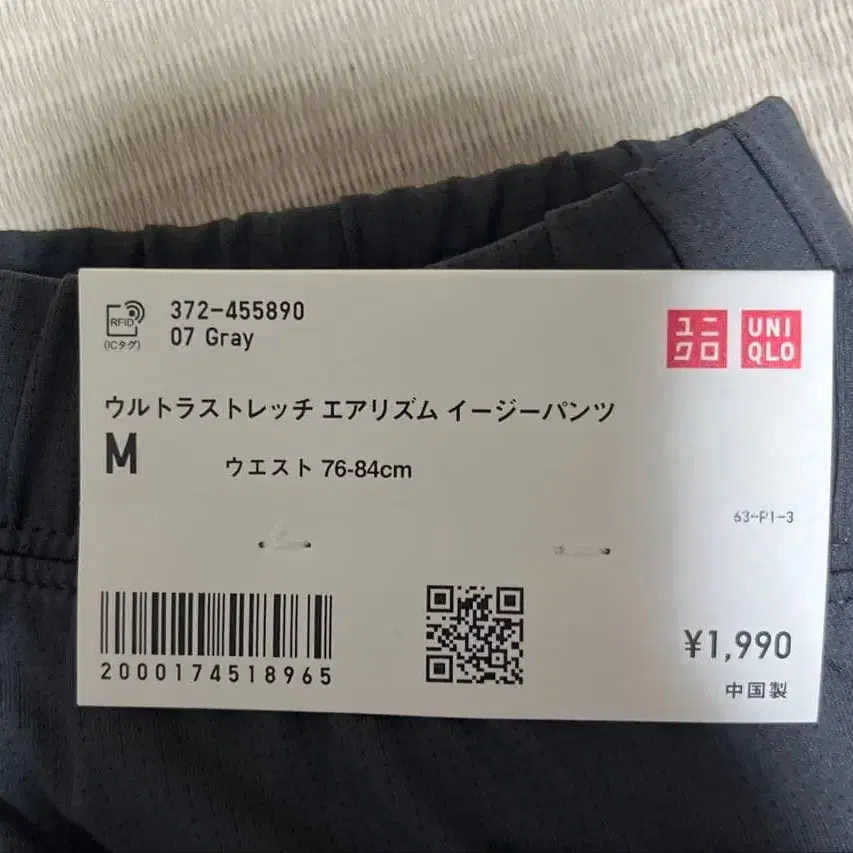 RFID
(ICタグ)
372-455890
07 Gray
ユニ
クロ
UNI
QLO
ウルトラストレッチ エアリズム イージーパンツ
M
ウエスト 76-84cm
63-P1-3
2000174518965
¥1,990
中国製